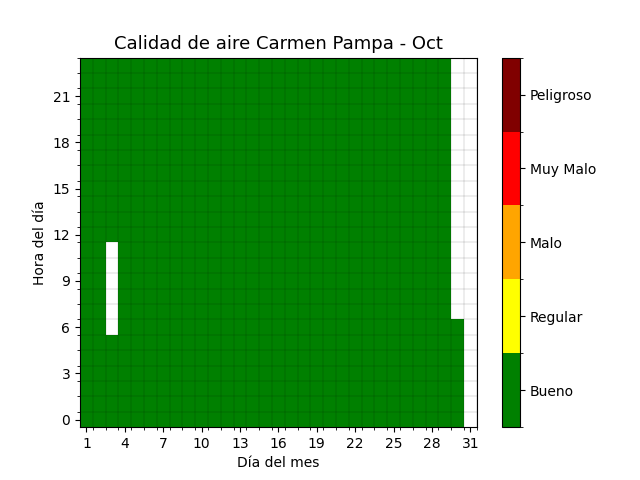 Calidad de aire Carmen Pampa - Oct
Hora del día
21
18
15
12
9
6
3
0
1 4 7 10 13 16 19 22 25 28 31
Día del mes
Peligroso
Muy Malo
Malo
Regular
Bueno